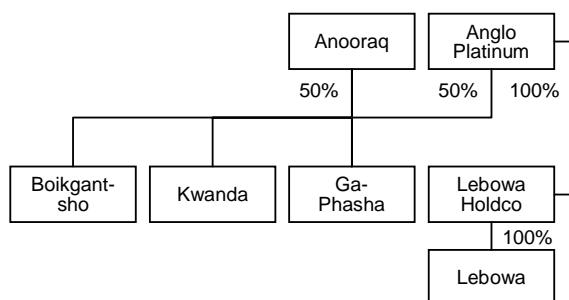 Anooraq
Anglo
Platinum
50%
50%
100%
Boikgant-
sho
Kwanda
Ga-
Phasha
Lebowa
Holdco
100%
Lebowa